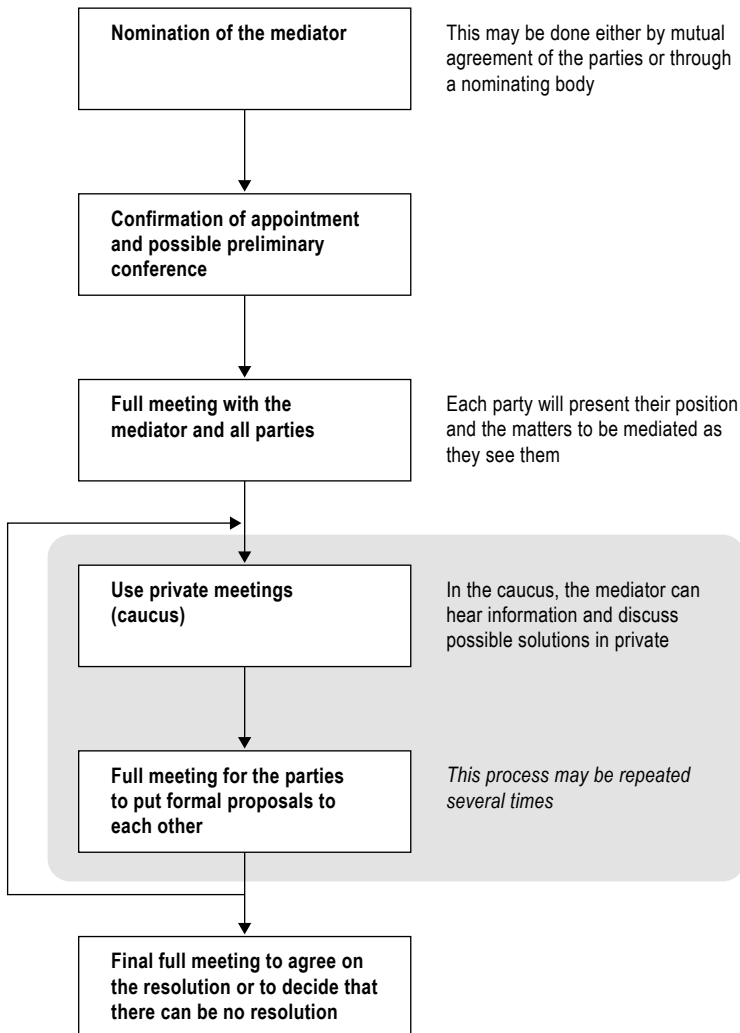 Nomination of the mediator
This may be done either by mutual
agreement of the parties or through
a nominating body
Confirmation of appointment
and possible preliminary
conference
Full meeting with the
mediator and all parties
Each party will present their position
and the matters to be mediated as
they see them
Use private meetings
(caucus)
In the caucus, the mediator can
hear information and discuss
possible solutions in private
Full meeting for the parties
to put formal proposals to
each other
This process may be repeated
several times
Final full meeting to agree on
the resolution or to decide that
there can be no resolution